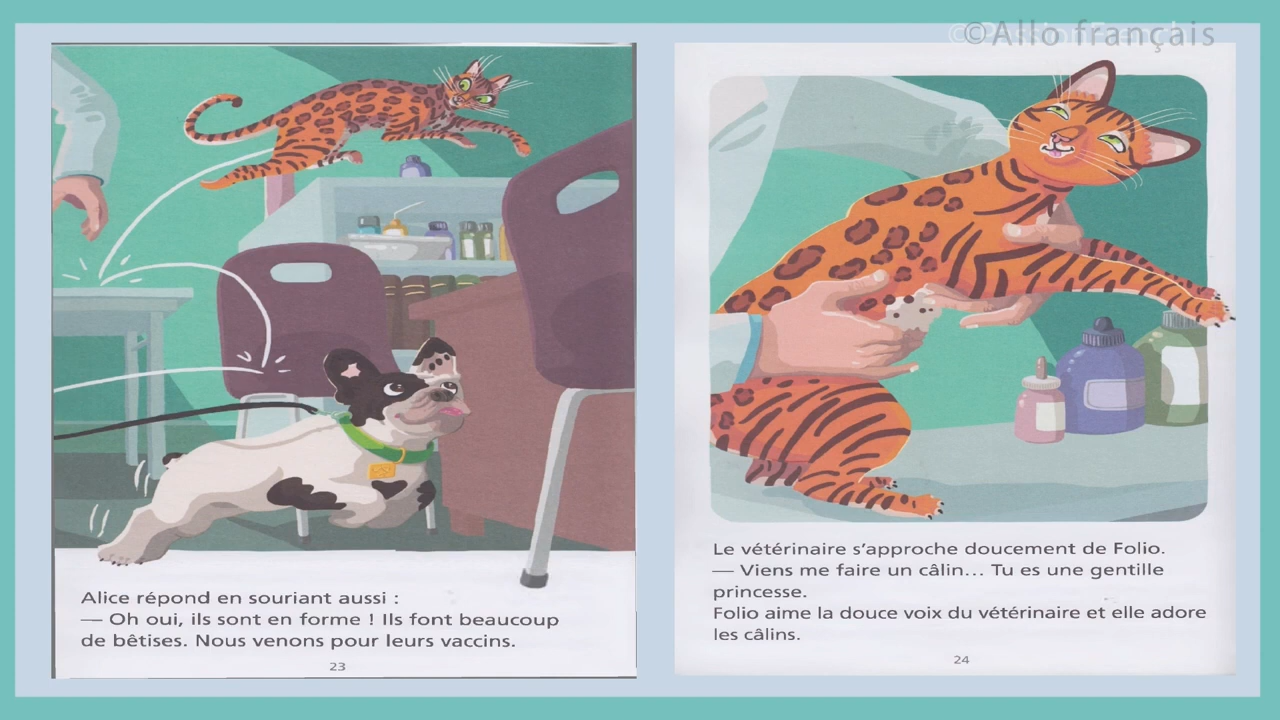 ©Allo français
Alice répond en souriant aussi :
— Oh oui, ils sont en forme ! Ils font beaucoup
de bêtises. Nous venons pour leurs vaccins.
23
Le vétérinaire s’approche doucement de Folio.
— Viens me faire un câlin... Tu es une gentille
princesse.
Folio aime la douce voix du vétérinaire et elle adore
les câlins.
24